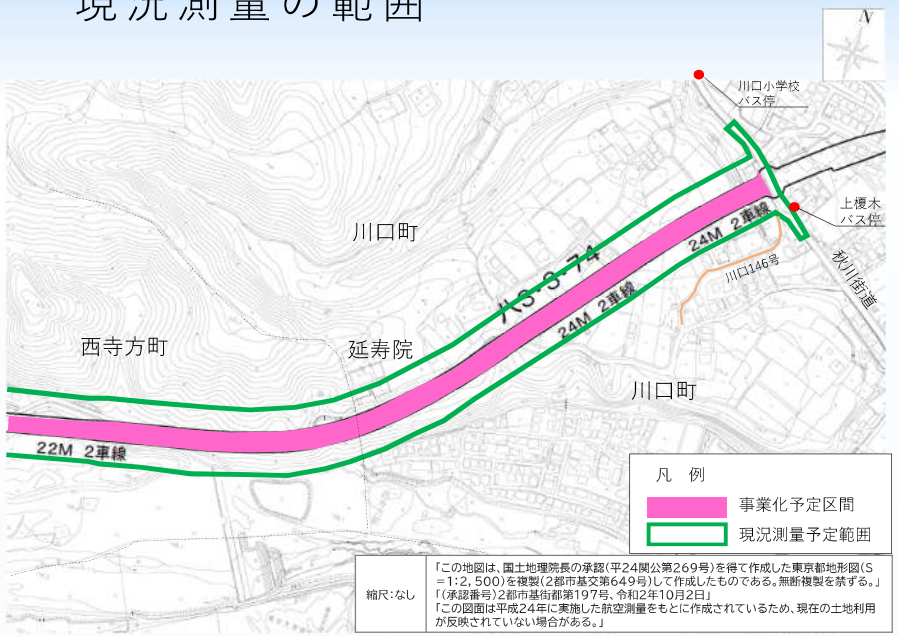 現況測量の範囲
N
川口小学校
バス停
上榎木
バス停
川口町
24M 2車線
川口146号
秋川街道
八3・3・74
24M 2車線
西寺方町
延寿院
川口町
22M 2車線
凡 例
事業化予定区間
現況測量予定範囲
縮尺:なし
「この地図は、国土地理院長の承認(平24関公第269号)を得て作成した東京都地形図(S
=1:2,500)を複製(2都市基交第649号)して作成したものである。無断複製を禁ずる。」
「(承認番号)2都市基街都第197号、令和2年10月2日」
「この図面は平成24年に実施した航空測量をもとに作成されているため、現在の土地利用
が反映されていない場合がある。」